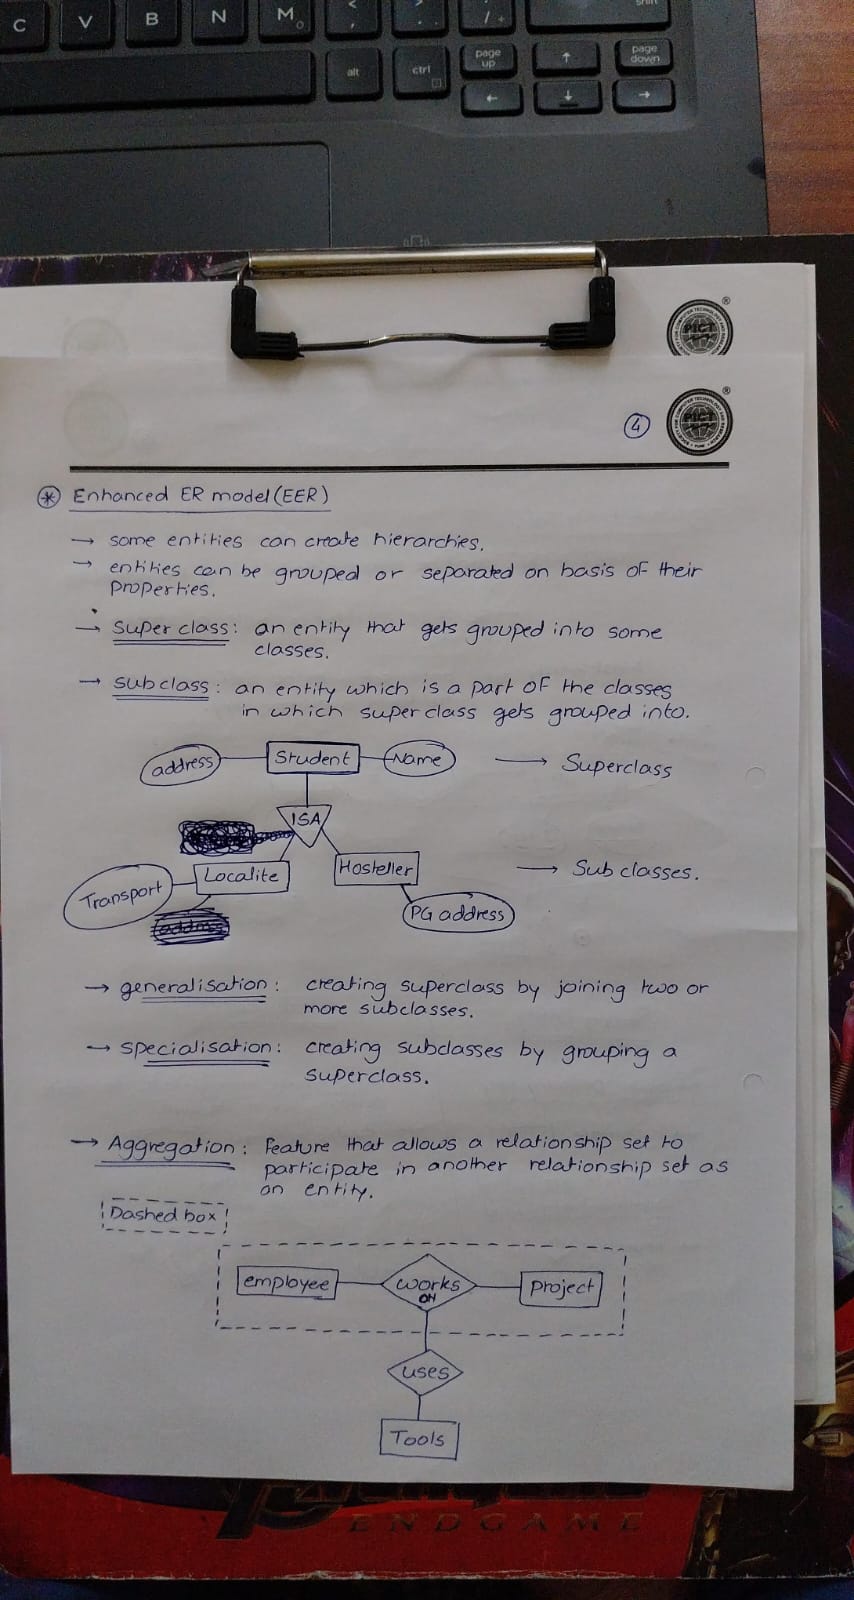 C V B N M < > / shift
, .
alt ctrl page up ↑ page down
← ↓ →
PICT
4
PICT
* Enhanced ER model (EER)
→ some entities can create hierarchies.
→ entities can be grouped or separated on basis of their
properties.
→ super class : an entity that gets grouped into some
classes.
→ subclass : an entity which is a part of the classes
in which super class gets grouped into.
address Student Name → Superclass
ISA
Transport Localite Hosteller → Sub classes.
PG address
→ generalisation : creating superclass by joining two or
more subclasses.
→ specialisation : creating subclasses by grouping a
superclass.
→ Aggregation : Feature that allows a relationship set to
participate in another relationship set as
an entity.
Dashed box
employee works ON project
uses
Tools
ENDGAME